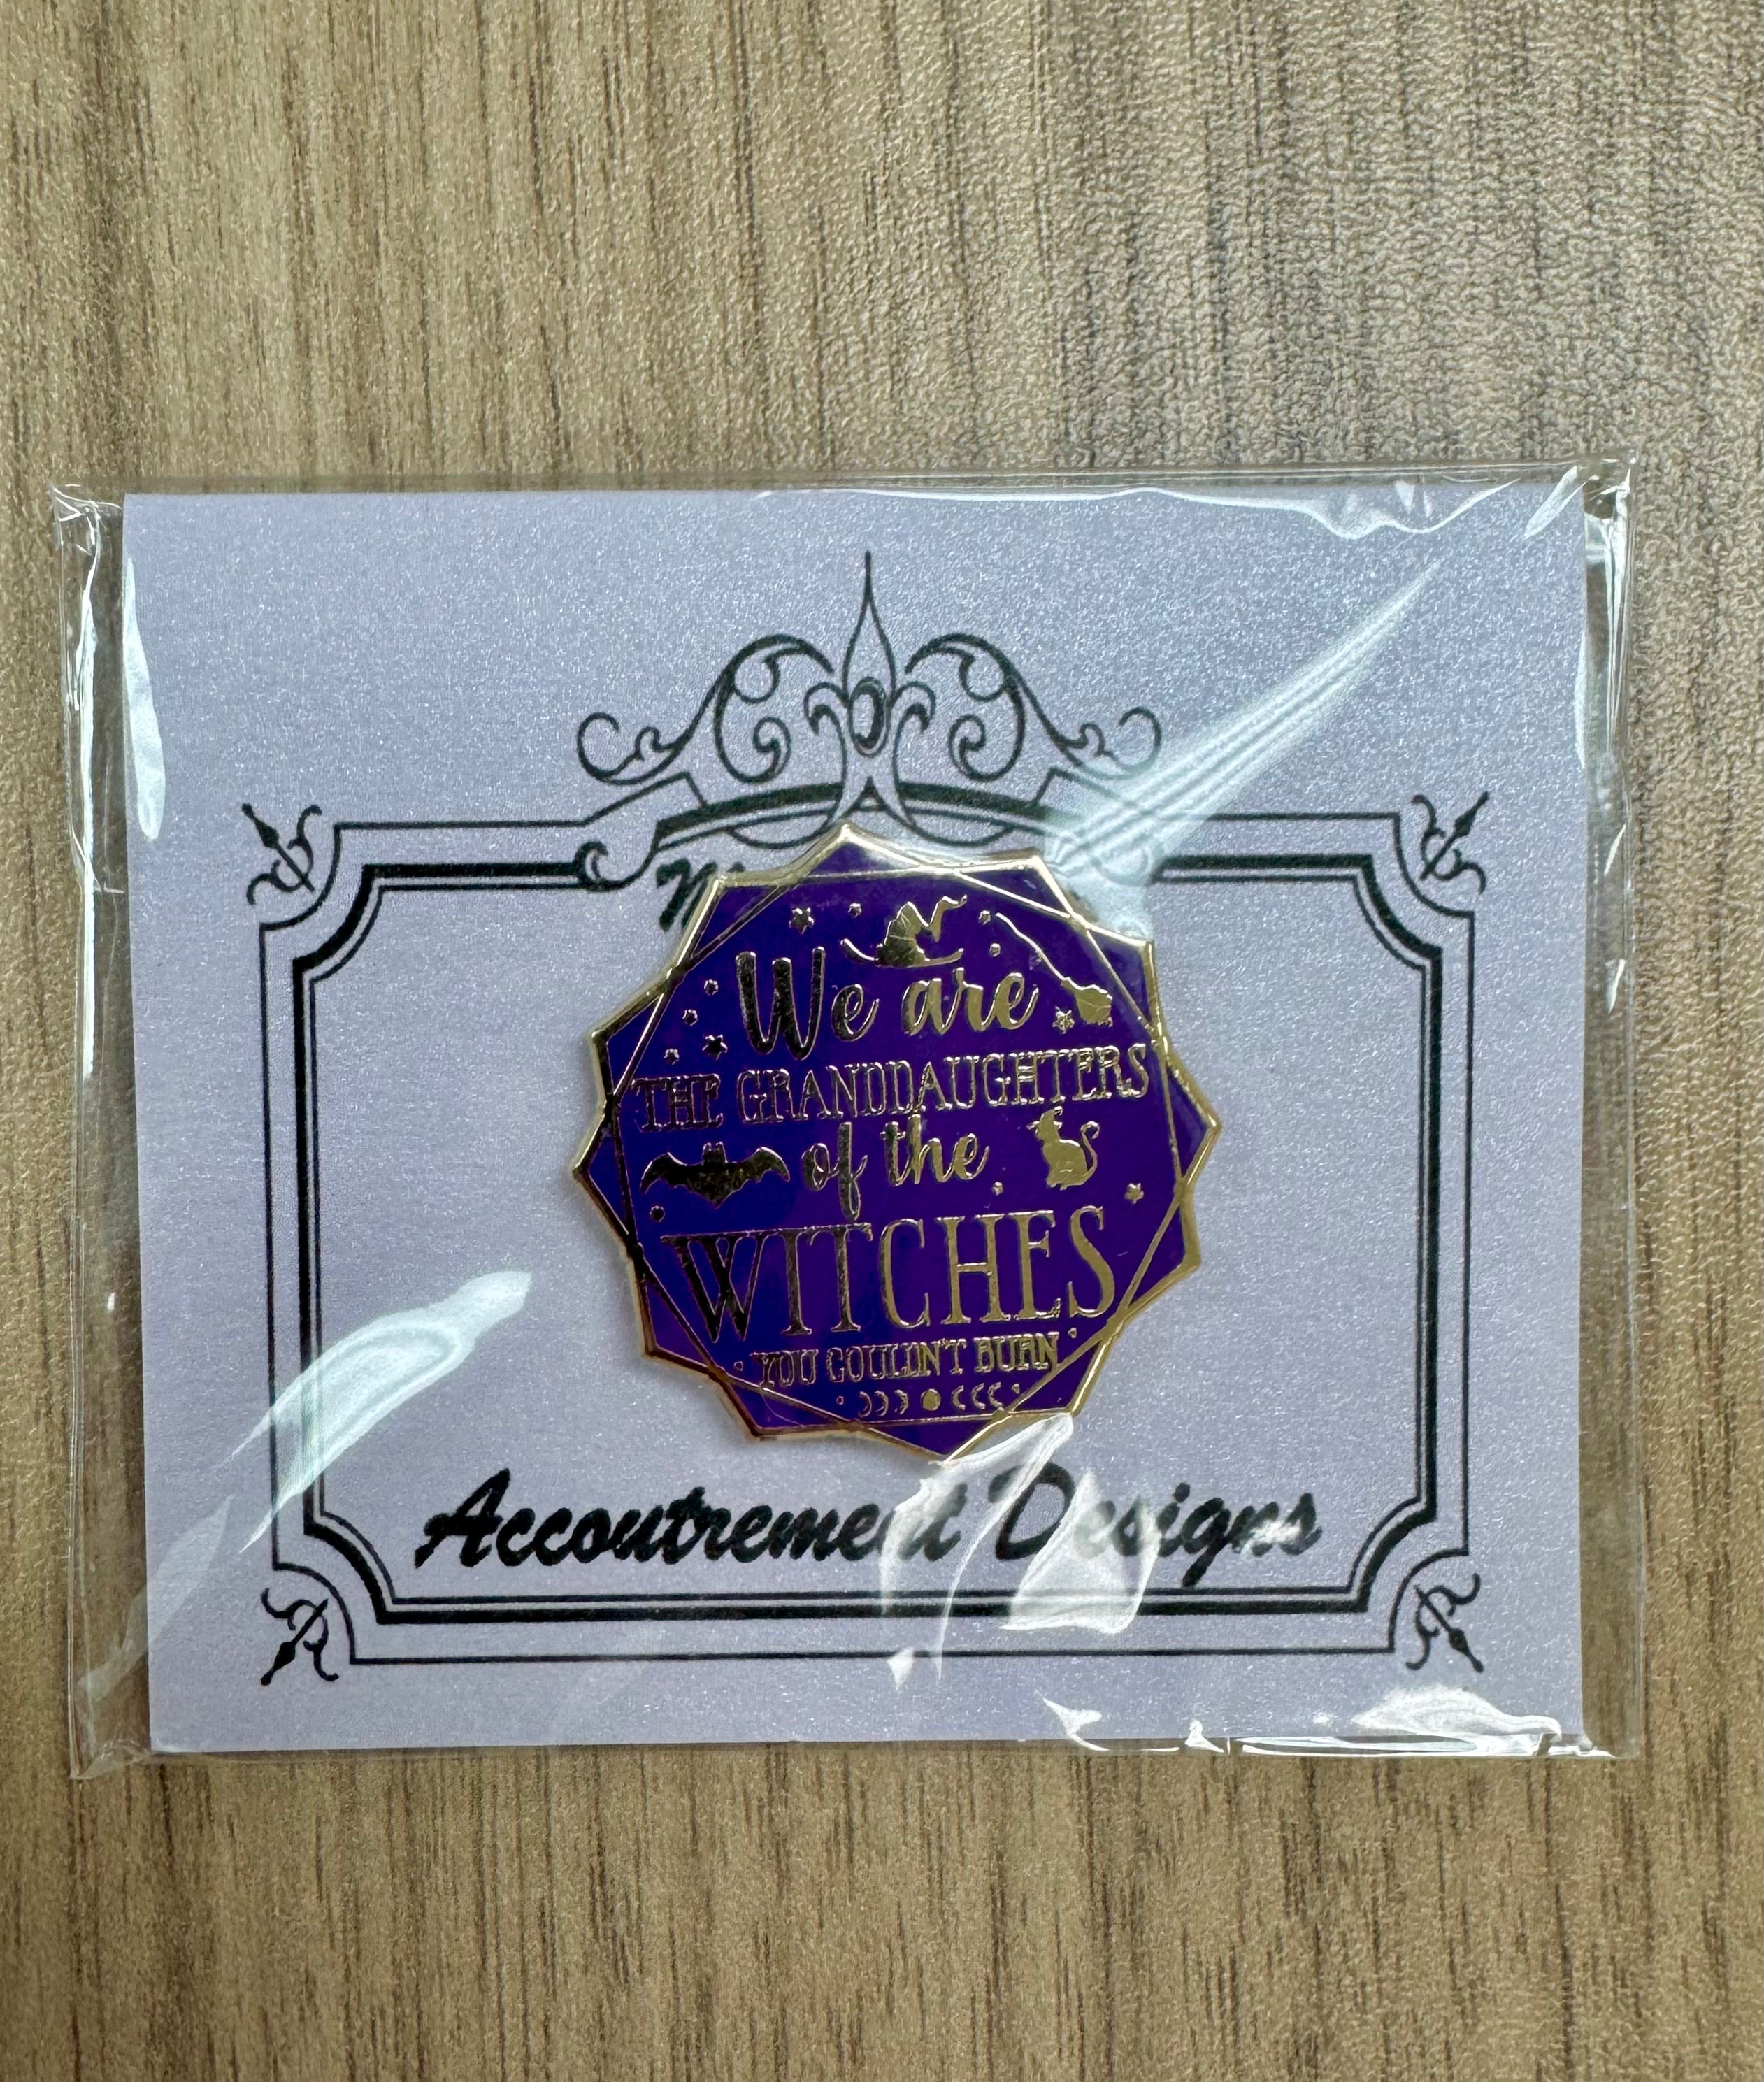 We are
THE GRANDDAUGHTERS
of the
WITCHES
YOU COULDN'T BURN
Accoutrement Designs